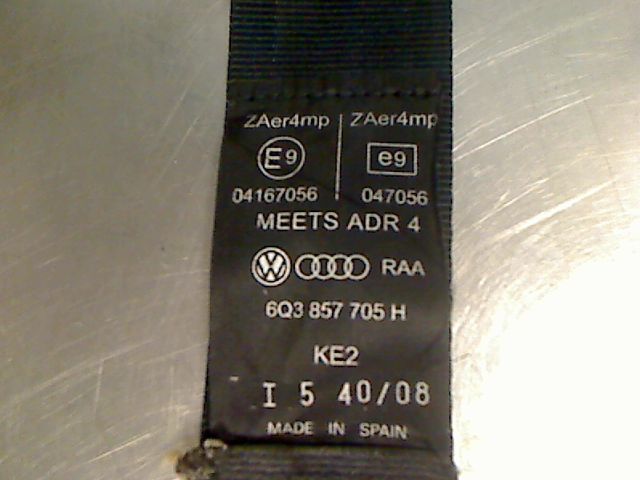 ZAer4mp ZAer4mp
E9 e9
04167056 047056
MEETS ADR 4
VW RAA
6Q3 857 705 H
KE2
I 5 40/08
MADE IN SPAIN